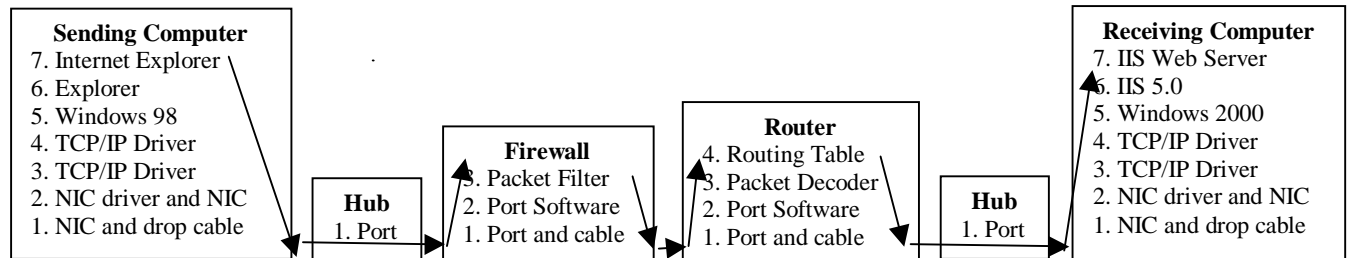 Sending Computer
7. Internet Explorer
6. Explorer
5. Windows 98
4. TCP/IP Driver
3. TCP/IP Driver
2. NIC driver and NIC
1. NIC and drop cable
Hub
1. Port
Firewall
3. Packet Filter
2. Port Software
1. Port and cable
Router
4. Routing Table
3. Packet Decoder
2. Port Software
1. Port and cable
Hub
1. Port
Receiving Computer
7. IIS Web Server
6. IIS 5.0
5. Windows 2000
4. TCP/IP Driver
3. TCP/IP Driver
2. NIC driver and NIC
1. NIC and drop cable